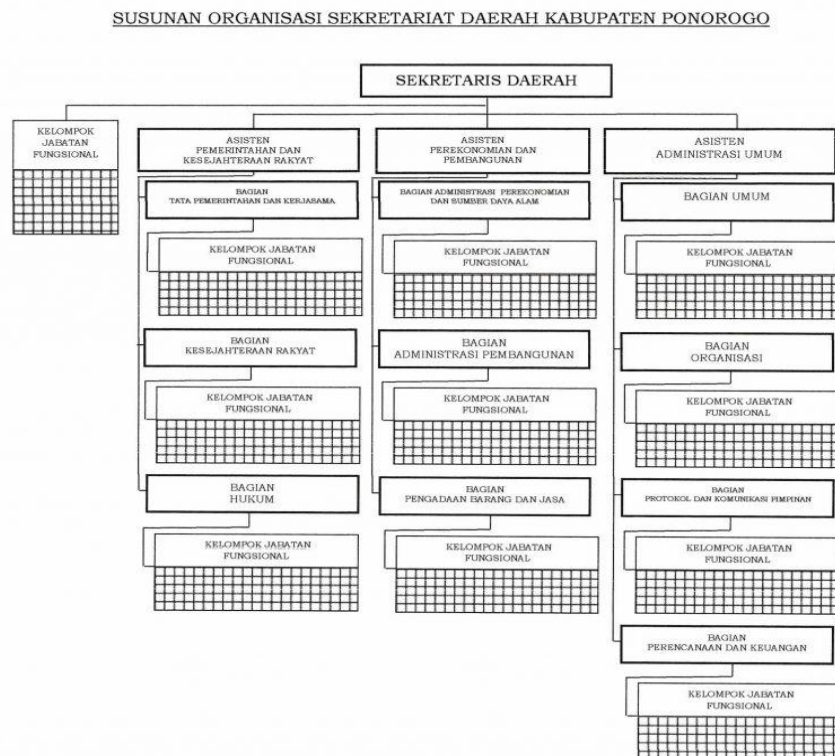 SUSUNAN ORGANISASI SEKRETARIAT DAERAH KABUPATEN PONOROGO
SEKRETARIS DAERAH
KELOMPOK
JABATAN
FUNGSIONAL
ASISTEN
PEMERINTAHAN DAN
KESEJAHTERAAN RAKYAT
ASISTEN
PEREKONOMIAN DAN
PEMBANGUNAN
ASISTEN
ADMINISTRASI UMUM
BAGIAN
TATA PEMERINTAHAN DAN KERJASAMA
BAGIAN ADMINISTRASI PEREKONOMIAN
DAN SUMBER DAYA ALAM
BAGIAN UMUM
KELOMPOK JABATAN
FUNGSIONAL
KELOMPOK JABATAN
FUNGSIONAL
KELOMPOK JABATAN
FUNGSIONAL
BAGIAN
KESEJAHTERAAN RAKYAT
BAGIAN
ADMINISTRASI PEMBANGUNAN
BAGIAN
ORGANISASI
KELOMPOK JABATAN
FUNGSIONAL
KELOMPOK JABATAN
FUNGSIONAL
KELOMPOK JABATAN
FUNGSIONAL
BAGIAN
HUKUM
BAGIAN
PENGADAAN BARANG DAN JASA
BAGIAN
PROTOKOL DAN KOMUNIKASI PIMPINAN
KELOMPOK JABATAN
FUNGSIONAL
KELOMPOK JABATAN
FUNGSIONAL
KELOMPOK JABATAN
FUNGSIONAL
BAGIAN
PERENCANAAN DAN KEUANGAN
KELOMPOK JABATAN
FUNGSIONAL